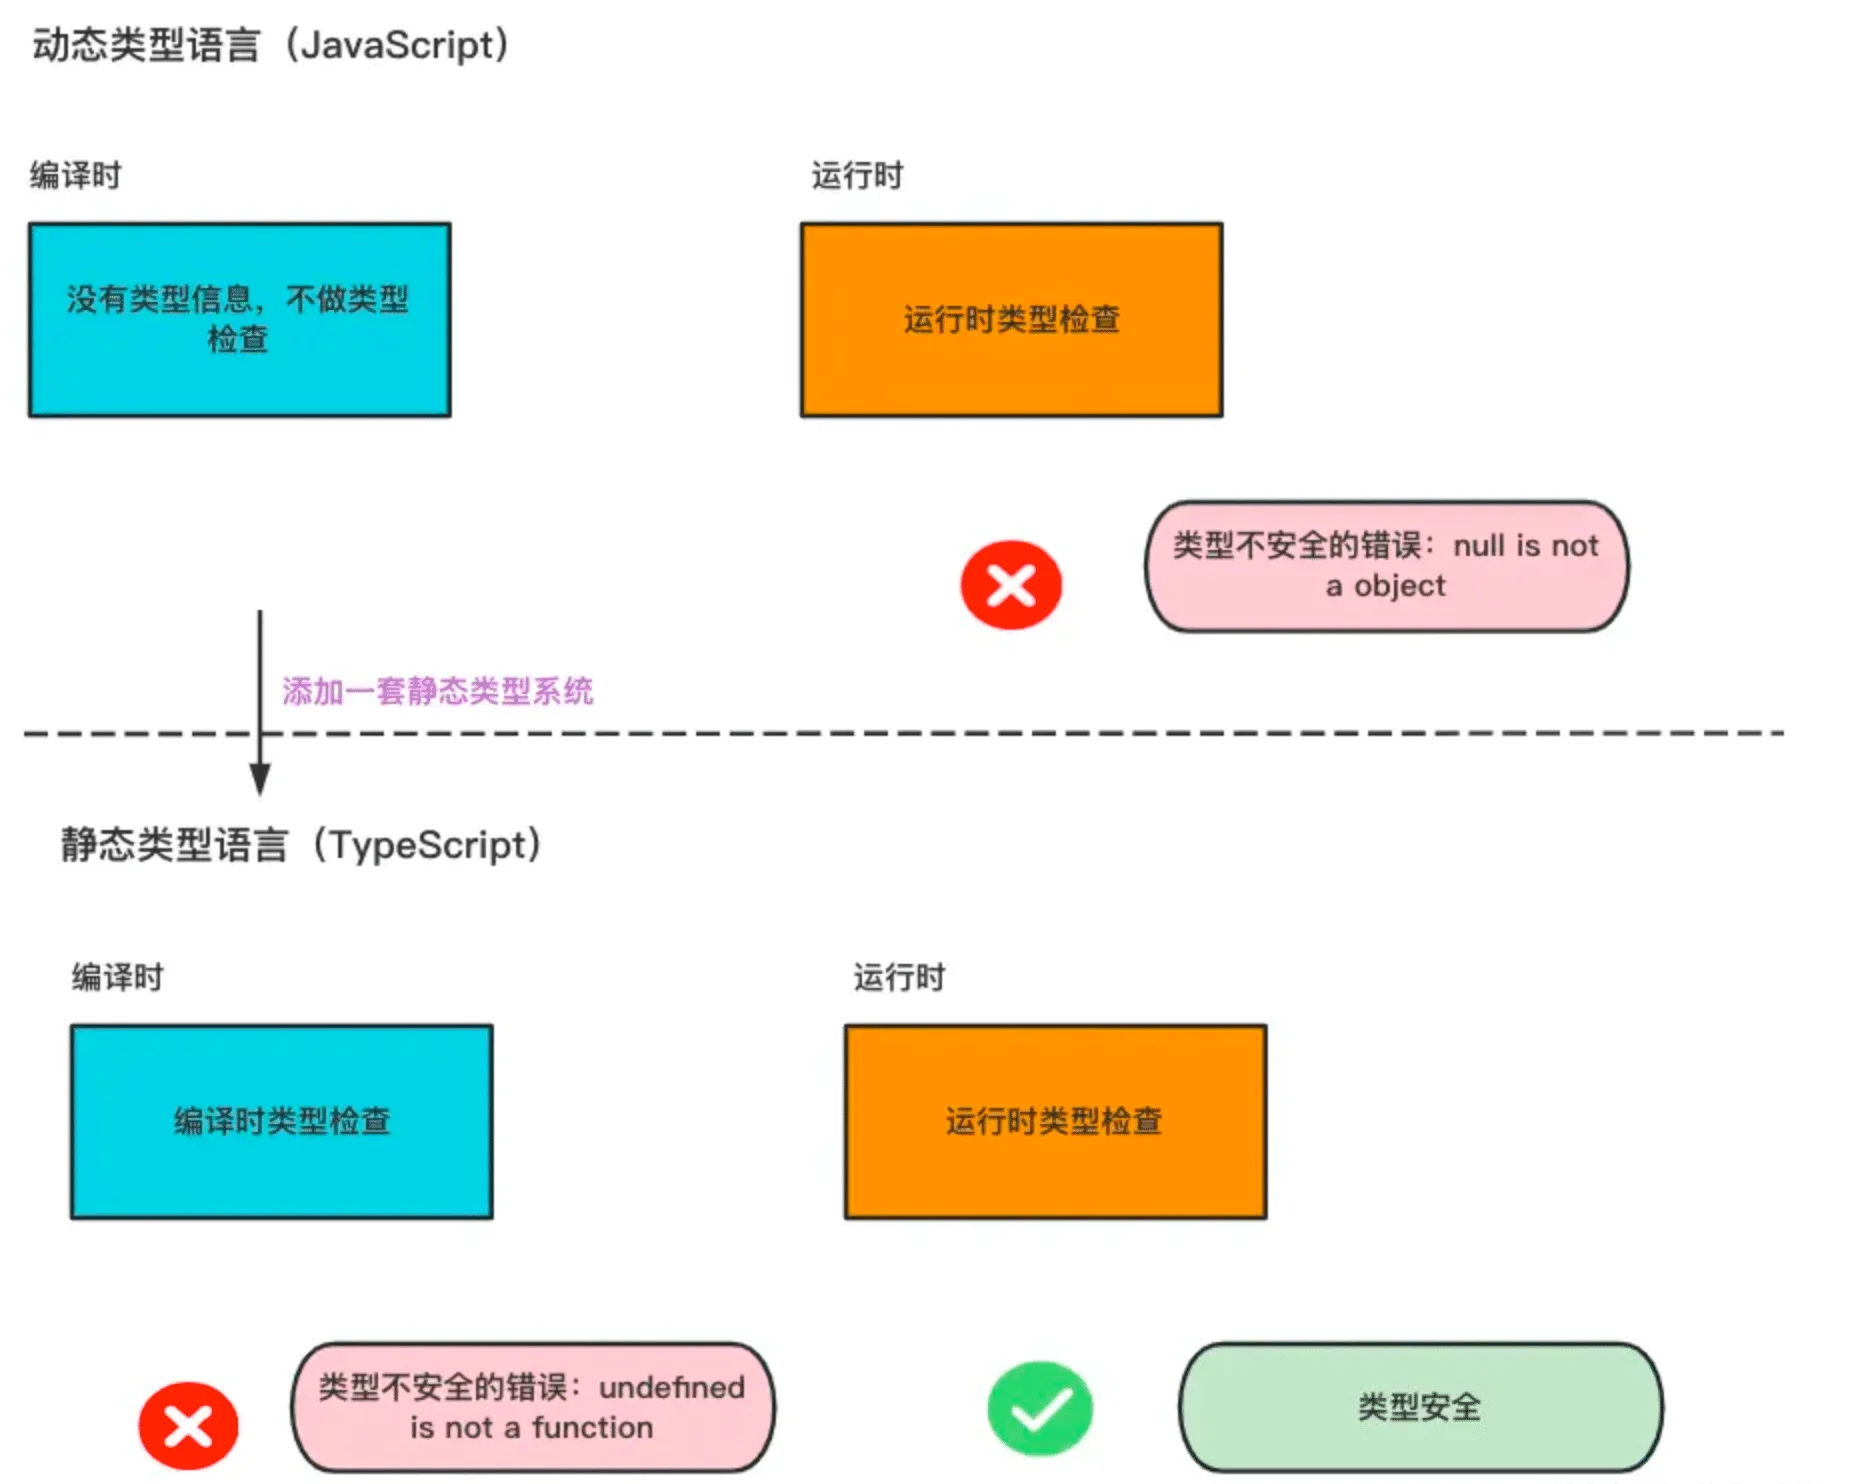 动态类型语言（JavaScript）
编译时
运行时
没有类型信息，不做类型
检查
运行时类型检查
类型不安全的错误：null is not
a object
添加一套静态类型系统
静态类型语言（TypeScript）
编译时
运行时
编译时类型检查
运行时类型检查
类型不安全的错误：undefined
is not a function
类型安全